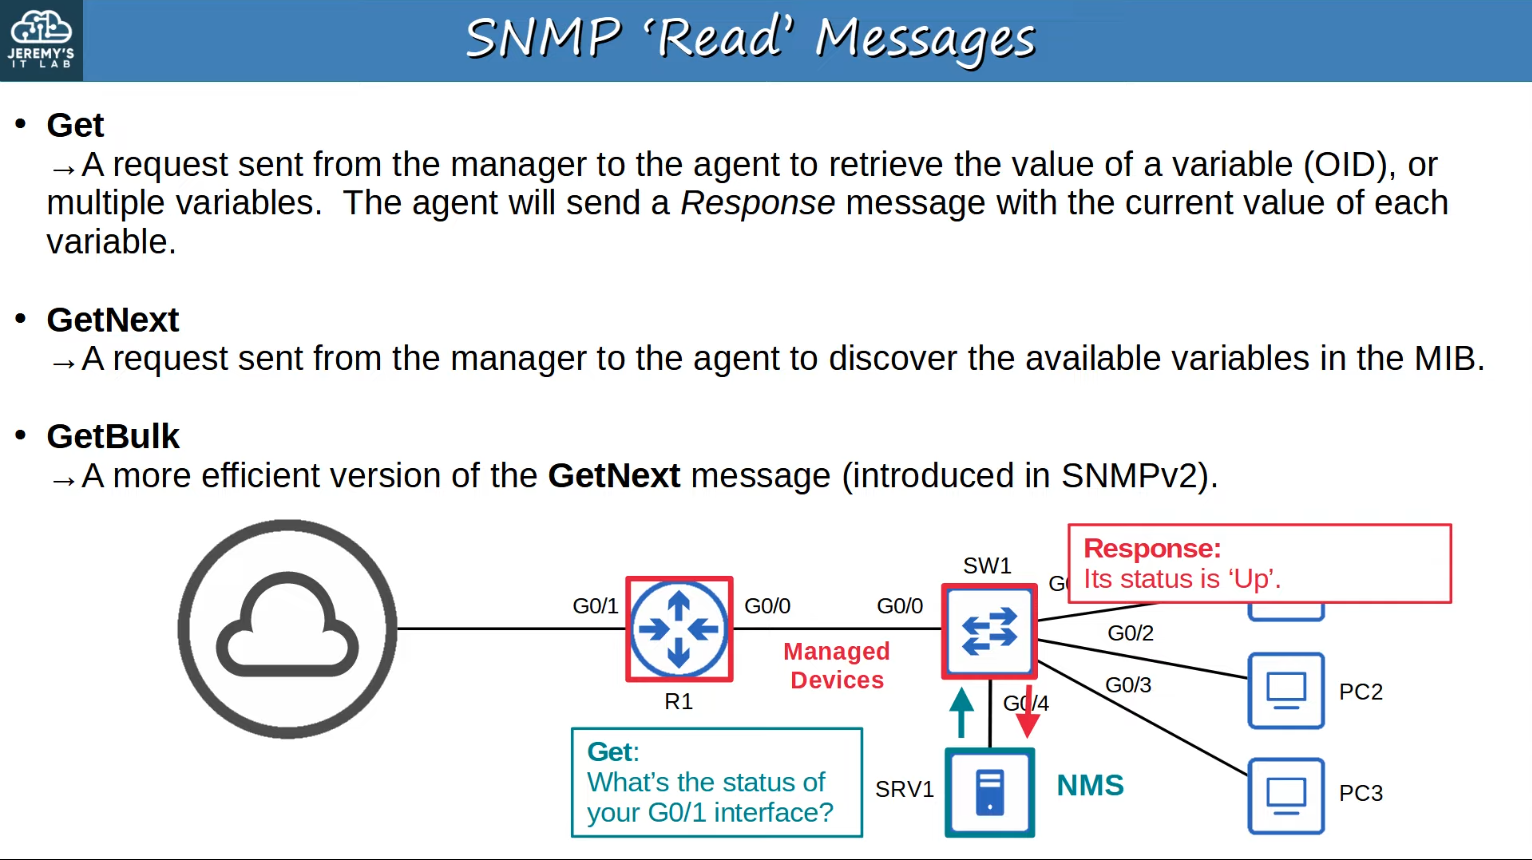 JEREMY'S
IT LAB
SNMP ‘Read’ Messages
• Get
→A request sent from the manager to the agent to retrieve the value of a variable (OID), or
multiple variables.  The agent will send a Response message with the current value of each
variable.
• GetNext
→A request sent from the manager to the agent to discover the available variables in the MIB.
• GetBulk
→A more efficient version of the GetNext message (introduced in SNMPv2).
Response:
Its status is ‘Up’.
SW1
G0/1
G0/0
G0/0
G0/2
Managed
Devices
G0/3
R1
G0/4
PC2
Get:
What’s the status of
your G0/1 interface?
SRV1
NMS
PC3